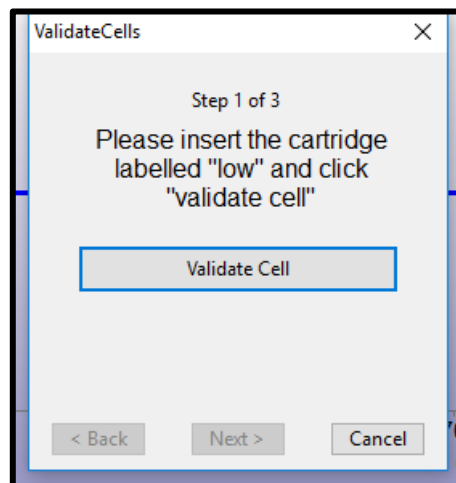 ValidateCells
Step 1 of 3
Please insert the cartridge
labelled "low" and click
"validate cell"
Validate Cell
< Back Next > Cancel